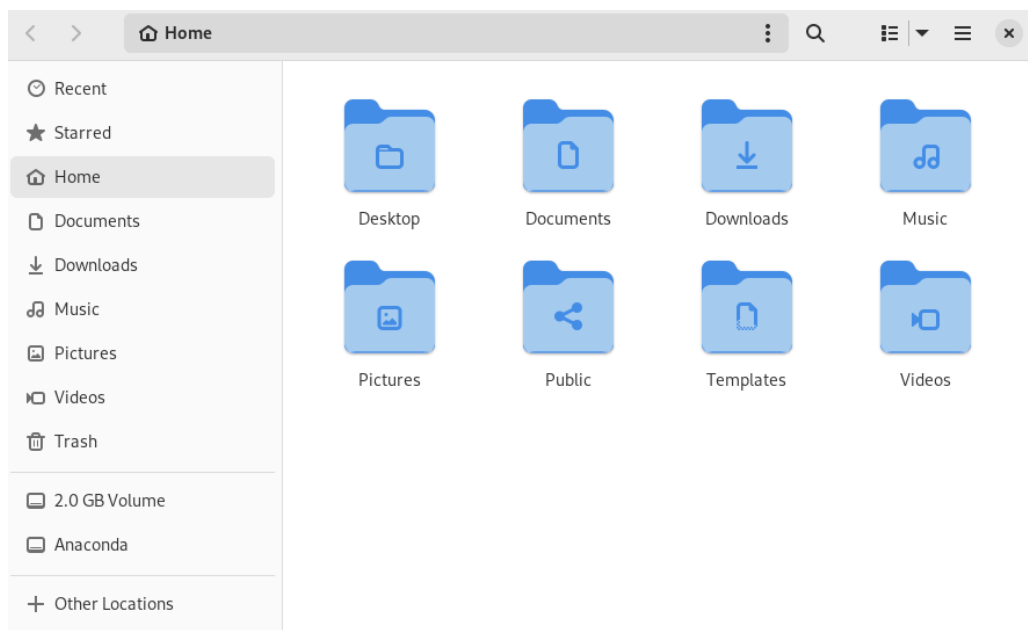 Home
Recent
Starred
Home
Documents
Downloads
Music
Pictures
Videos
Trash
2.0 GB Volume
Anaconda
Other Locations
Desktop Documents Downloads Music
Pictures Public Templates Videos